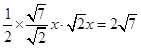 1/2 × √7/√2 x · √2x = 2√7